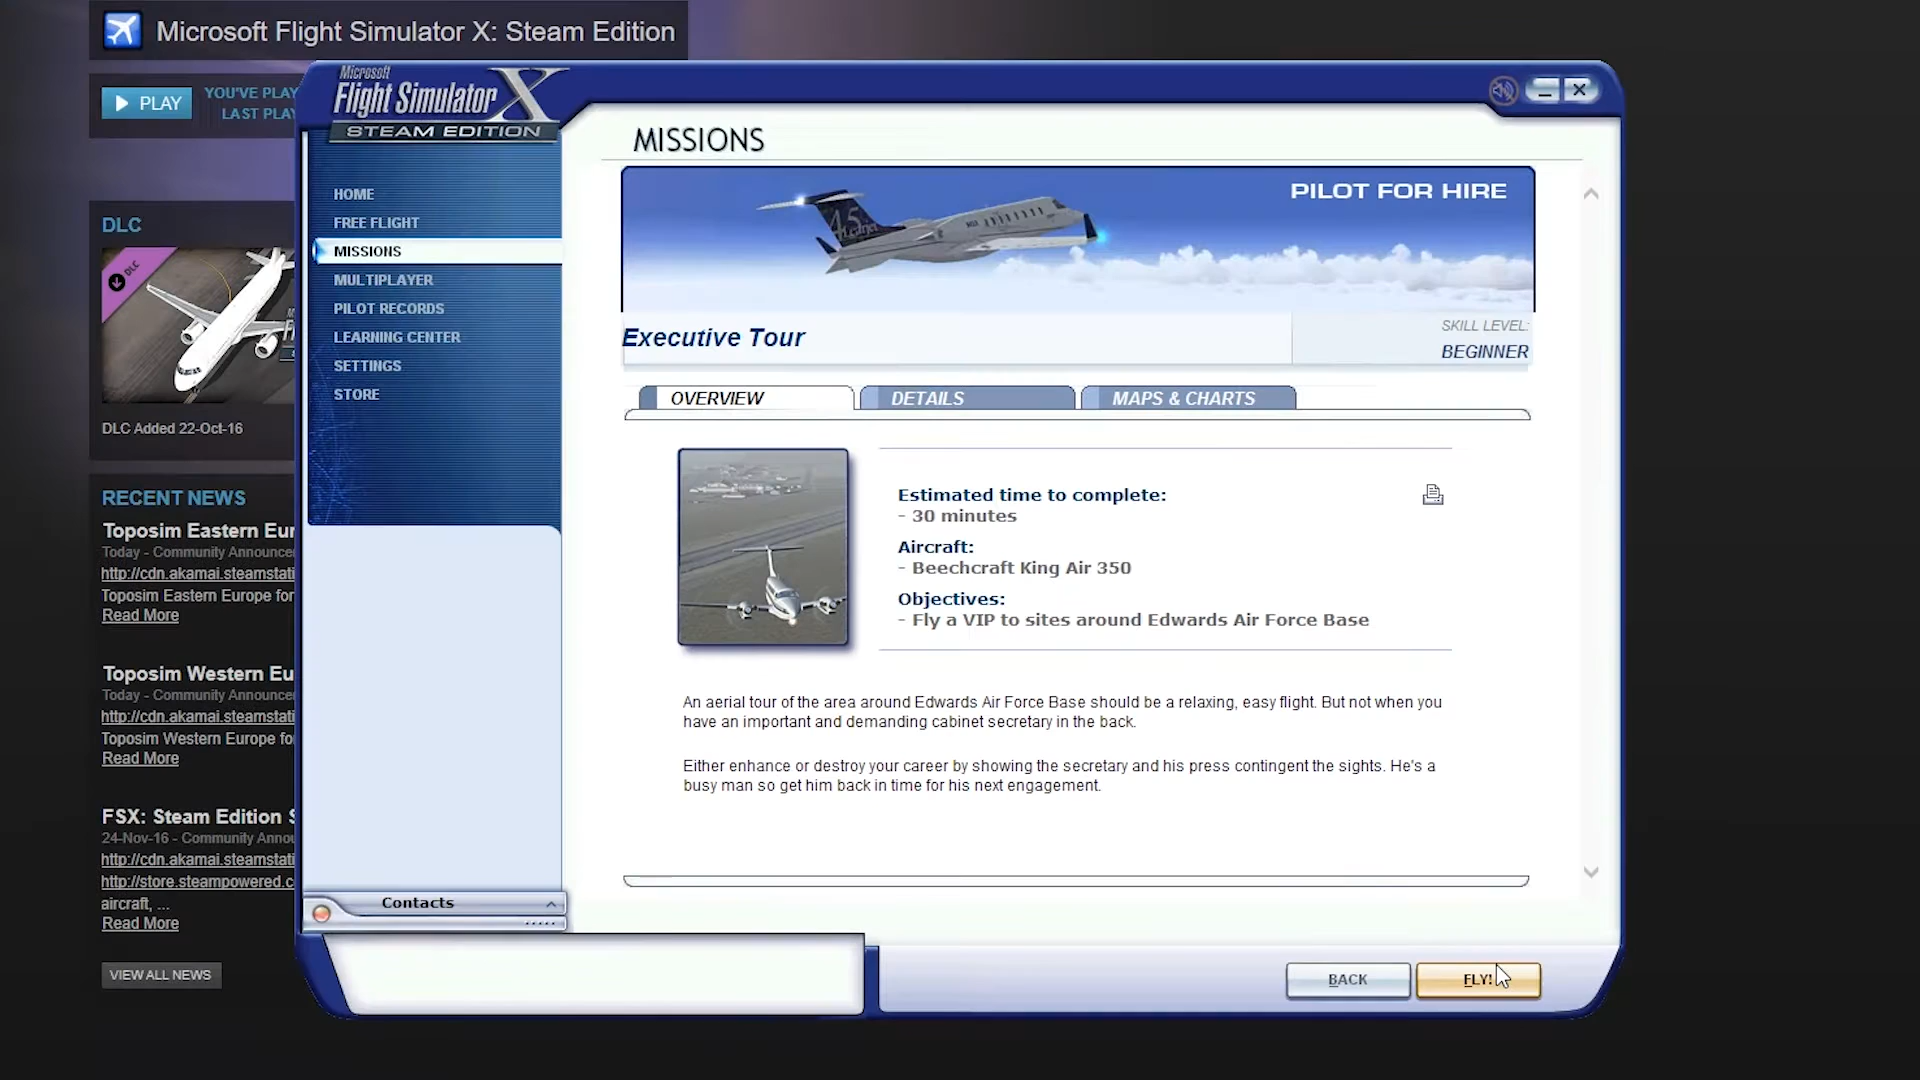 Microsoft Flight Simulator X: Steam Edition
PLAY
YOU'VE PLAY
LAST PLAY
DLC
DLC
DLC Added 22-Oct-16
RECENT NEWS
Toposim Eastern Eur
Today - Community Announce
http://cdn.akamai.steamstati
Toposim Eastern Europe for
Read More
Toposim Western Eu
Today - Community Announce
http://cdn.akamai.steamstati
Toposim Western Europe fo
Read More
FSX: Steam Edition S
24-Nov-16 - Community Annou
http://cdn.akamai.steamstati
http://store.steampowered.c
aircraft, ...
Read More
VIEW ALL NEWS
Microsoft
Flight Simulator X
STEAM EDITION
HOME
FREE FLIGHT
MISSIONS
MULTIPLAYER
PILOT RECORDS
LEARNING CENTER
SETTINGS
STORE
Contacts
MISSIONS
PILOT FOR HIRE
45
Executive Tour
SKILL LEVEL:
BEGINNER
OVERVIEW
DETAILS
MAPS & CHARTS
Estimated time to complete:
- 30 minutes
Aircraft:
- Beechcraft King Air 350
Objectives:
- Fly a VIP to sites around Edwards Air Force Base
An aerial tour of the area around Edwards Air Force Base should be a relaxing, easy flight. But not when you
have an important and demanding cabinet secretary in the back.
Either enhance or destroy your career by showing the secretary and his press contingent the sights. He's a
busy man so get him back in time for his next engagement.
BACK
FLY!